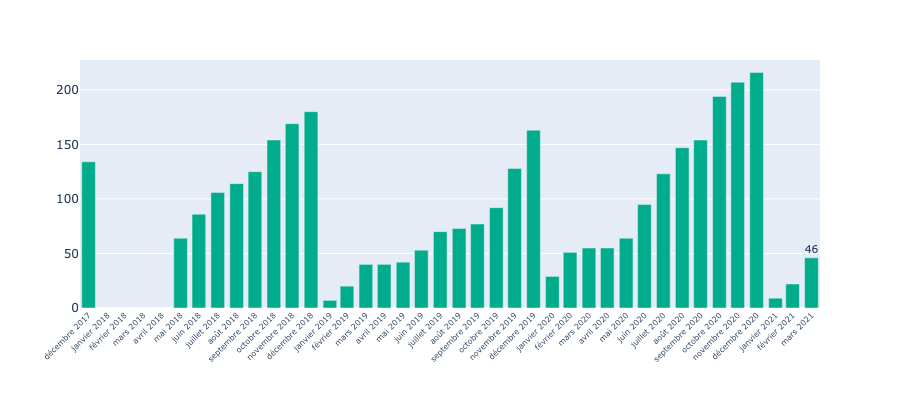 200
150
100
50
0
46
décembre 2017
janvier 2018
février 2018
mars 2018
avril 2018
mai 2018
juin 2018
juillet 2018
août 2018
septembre 2018
octobre 2018
novembre 2018
décembre 2018
janvier 2019
février 2019
mars 2019
avril 2019
mai 2019
juin 2019
juillet 2019
août 2019
septembre 2019
octobre 2019
novembre 2019
décembre 2019
janvier 2020
février 2020
mars 2020
avril 2020
mai 2020
juin 2020
juillet 2020
août 2020
septembre 2020
octobre 2020
novembre 2020
décembre 2020
janvier 2021
février 2021
mars 2021